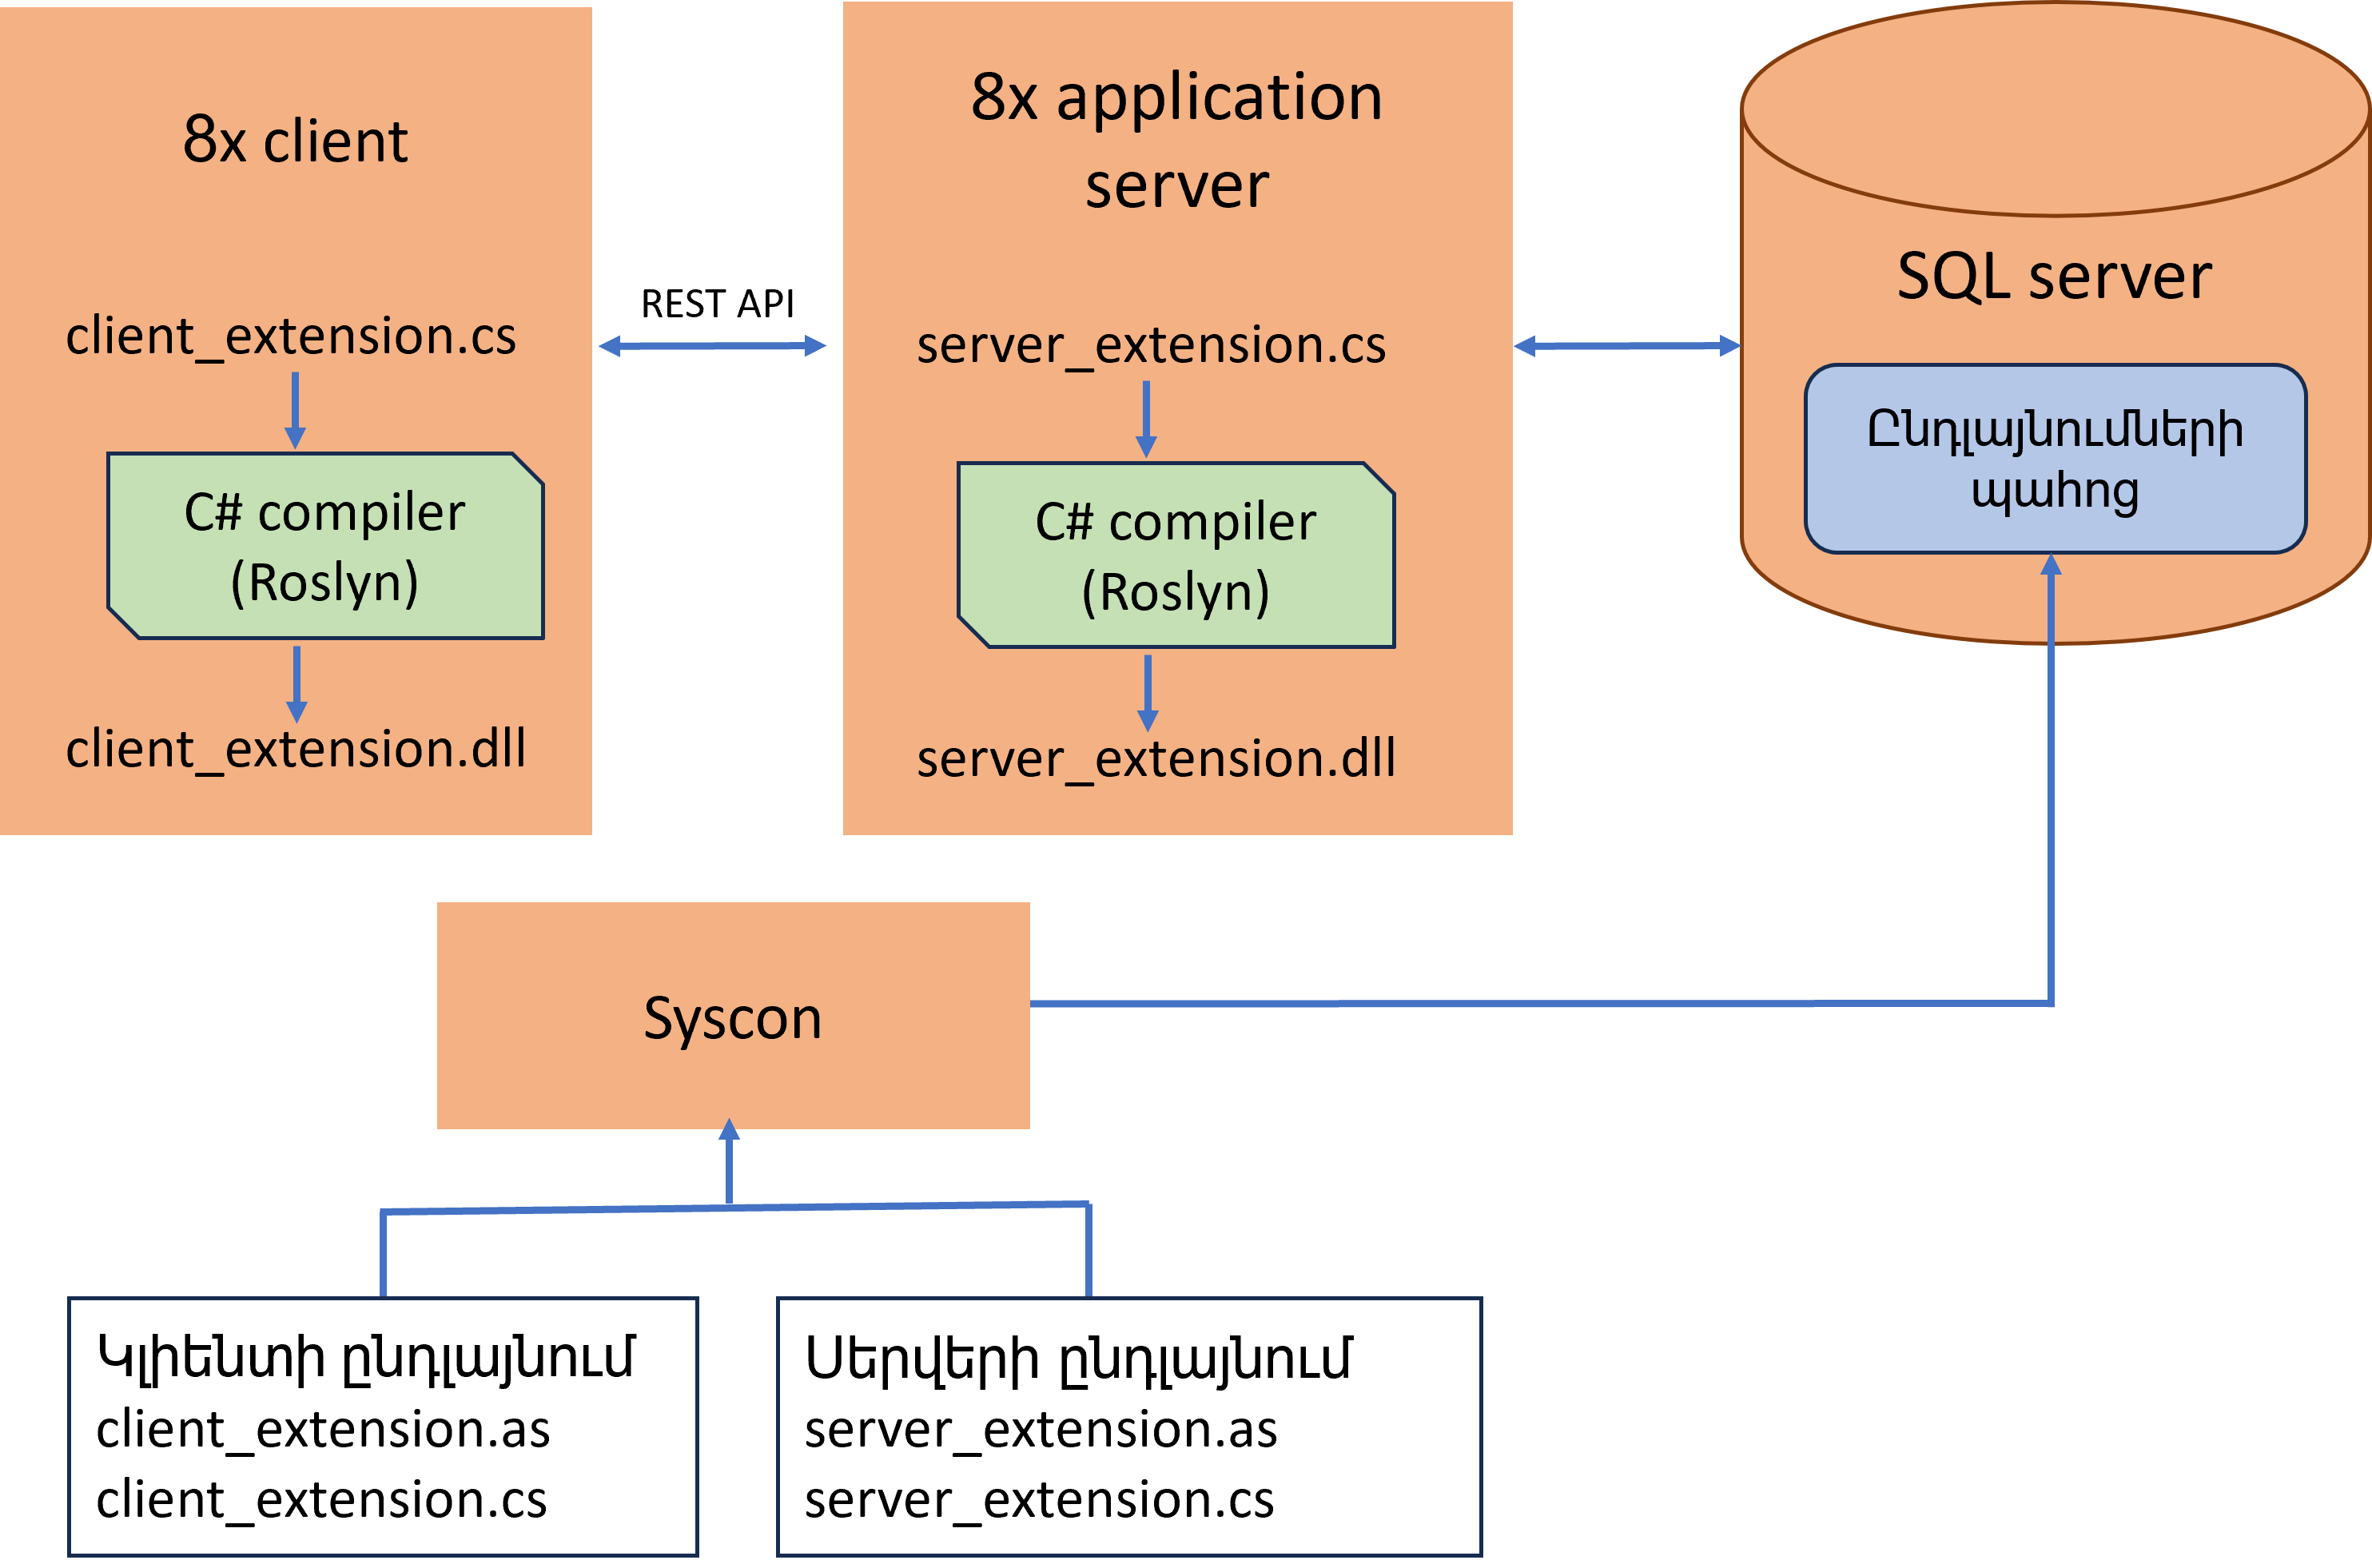 8x client
client_extension.cs
C# compiler
(Roslyn)
client_extension.dll
REST API
8x application
server
server_extension.cs
C# compiler
(Roslyn)
server_extension.dll
SQL server
Ընդլայնումների
պահոց
Syscon
Կլիենտի ընդլայնում
client_extension.as
client_extension.cs
Սերվերի ընդլայնում
server_extension.as
server_extension.cs